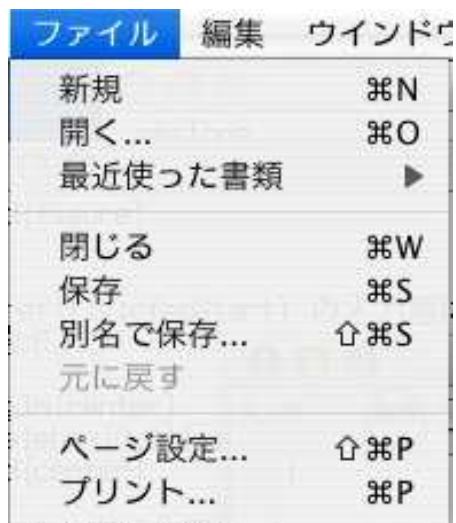 ファイル 編集 ウインドウ
新規 ⌘N
開く... ⌘O
最近使った書類 ▶
閉じる ⌘W
保存 ⌘S
別名で保存... ⇧⌘S
元に戻す
ページ設定... ⇧⌘P
プリント... ⌘P